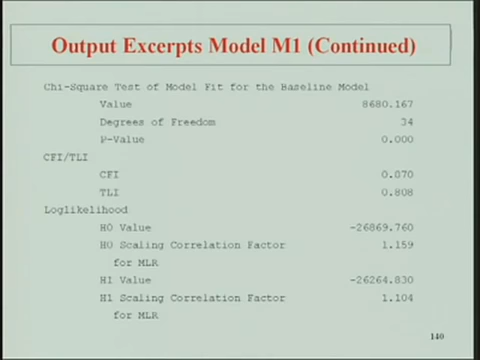 Output Excerpts Model M1 (Continued)
Chi-Square Test of Model Fit for the Baseline Model
Value 8680.167
Degrees of Freedom 34
P-Value 0.000
CFI/TLI
CFI 0.870
TLI 0.808
Loglikelihood
H0 Value -26869.760
H0 Scaling Correlation Factor 1.159
for MLR
H1 Value -26264.830
H1 Scaling Correlation Factor 1.104
for MLR
140